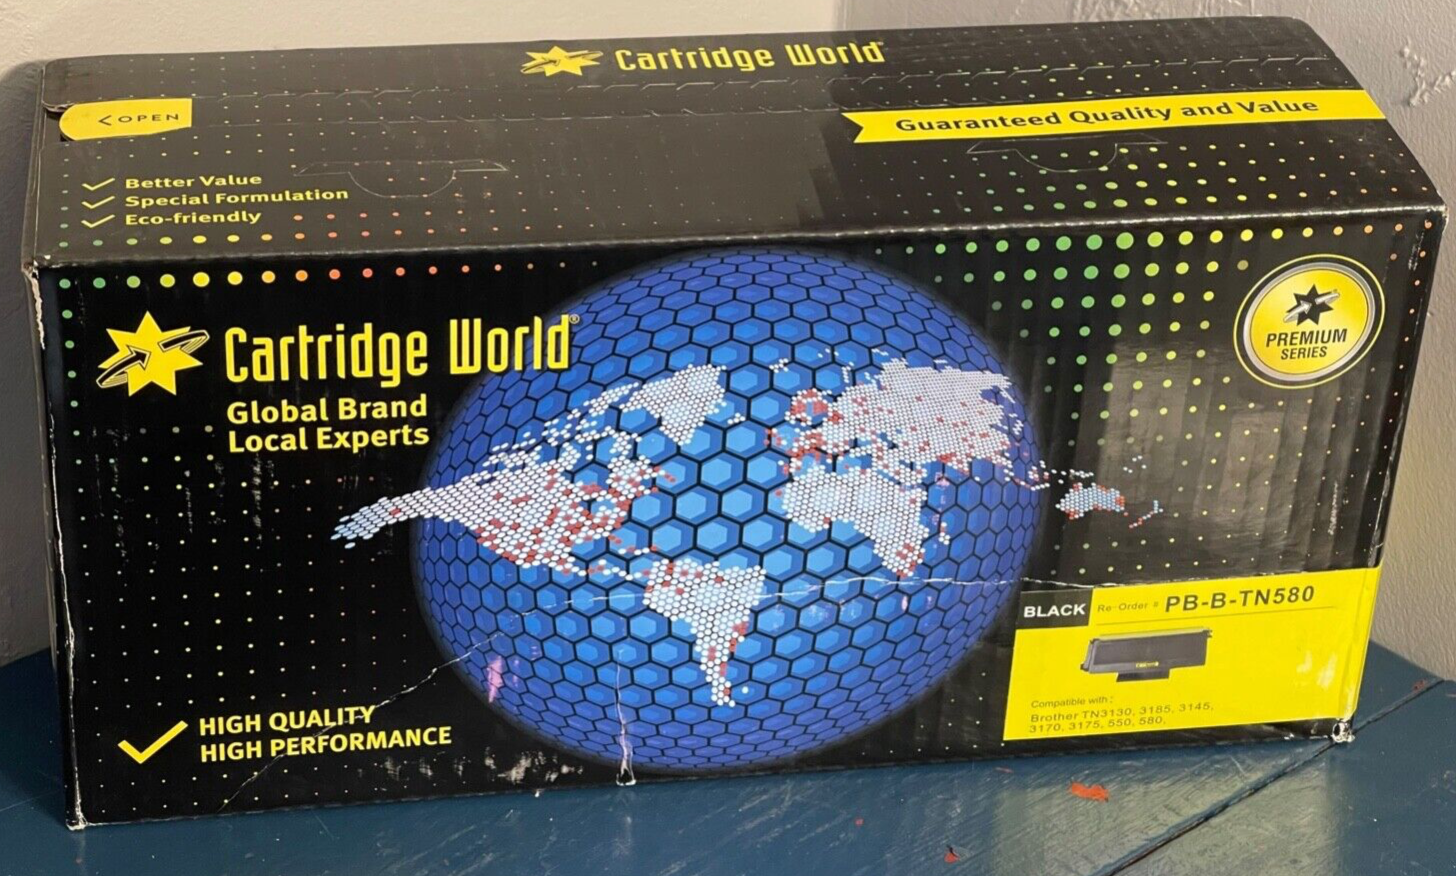 Cartridge World
<OPEN
Guaranteed Quality and Value
Better Value
Special Formulation
Eco-friendly
Cartridge World®
Global Brand
Local Experts
PREMIUM
SERIES
BLACK Re-Order # PB-B-TN580
Compatible with :
Brother TN3130, 3185, 3145,
3170, 3175, 550, 580,
HIGH QUALITY
HIGH PERFORMANCE